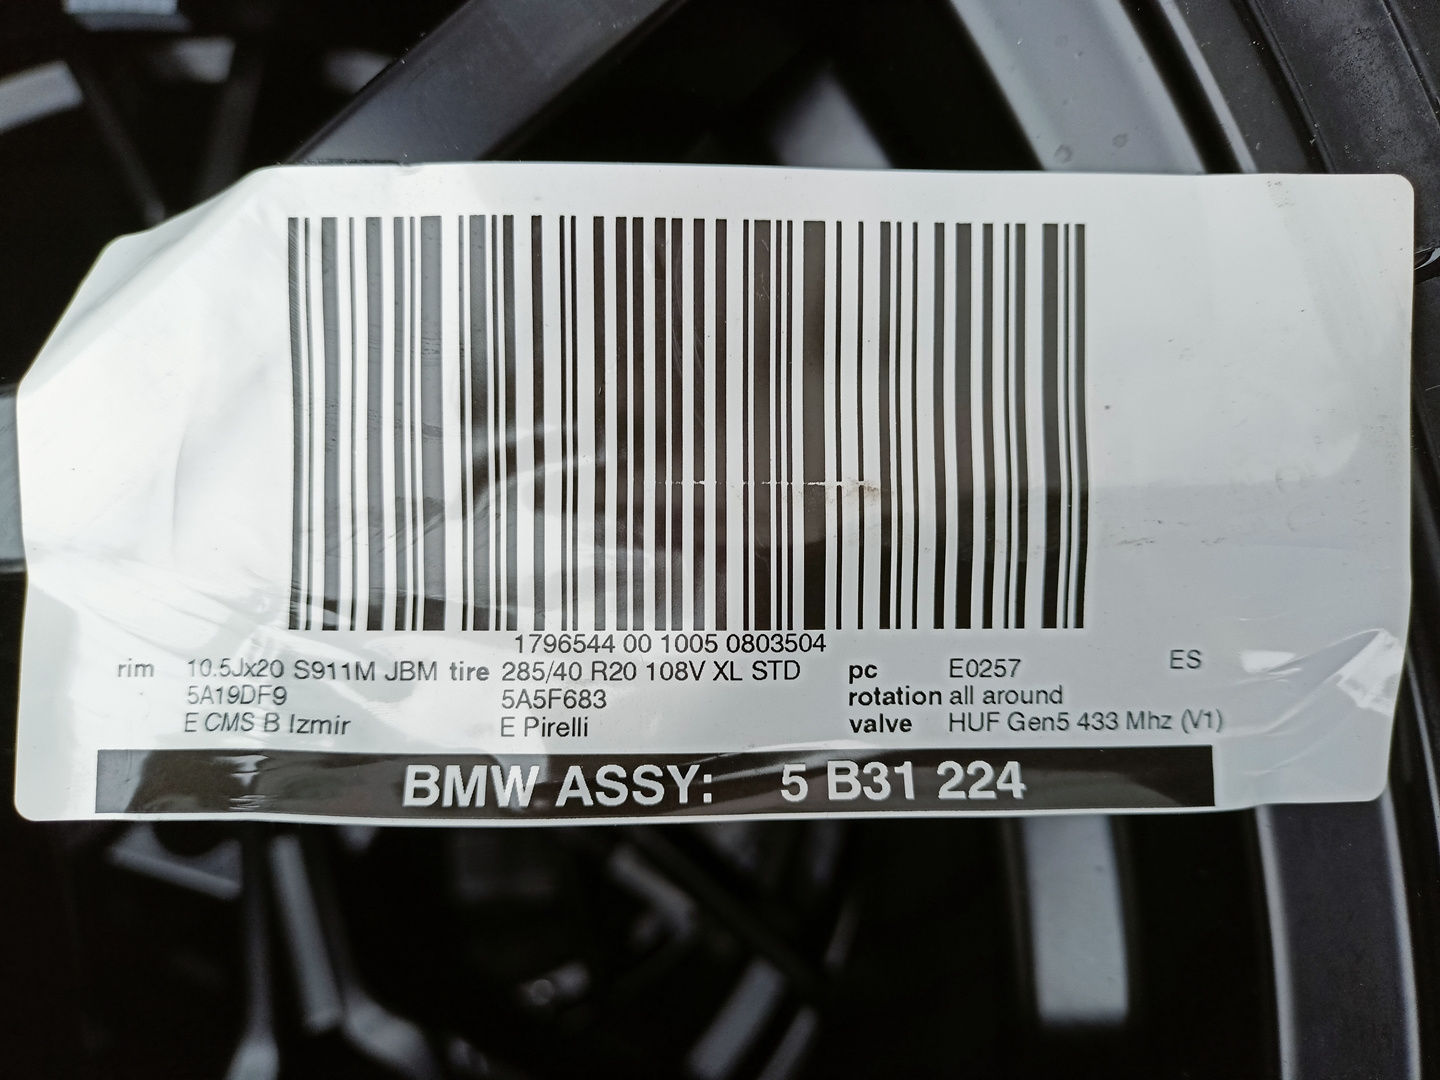 1796544 00 1005 0803504
rim 10.5Jx20 S911M JBM tire 285/40 R20 108V XL STD pc E0257 ES
5A19DF9 5A5F683 rotation all around
E CMS B Izmir E Pirelli valve HUF Gen5 433 Mhz (V1)
BMW ASSY: 5 B31 224